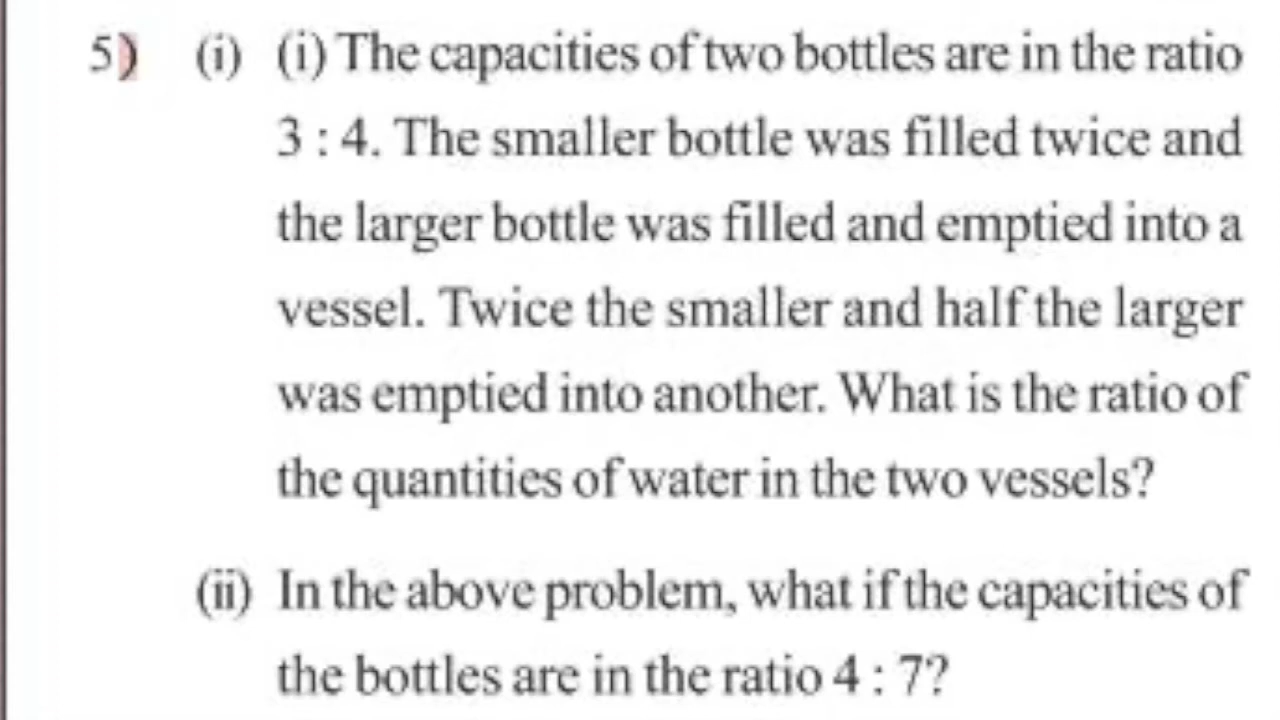 5) (i) (i) The capacities of two bottles are in the ratio
3 : 4. The smaller bottle was filled twice and
the larger bottle was filled and emptied into a
vessel. Twice the smaller and half the larger
was emptied into another. What is the ratio of
the quantities of water in the two vessels?
(ii) In the above problem, what if the capacities of
the bottles are in the ratio 4 : 7?